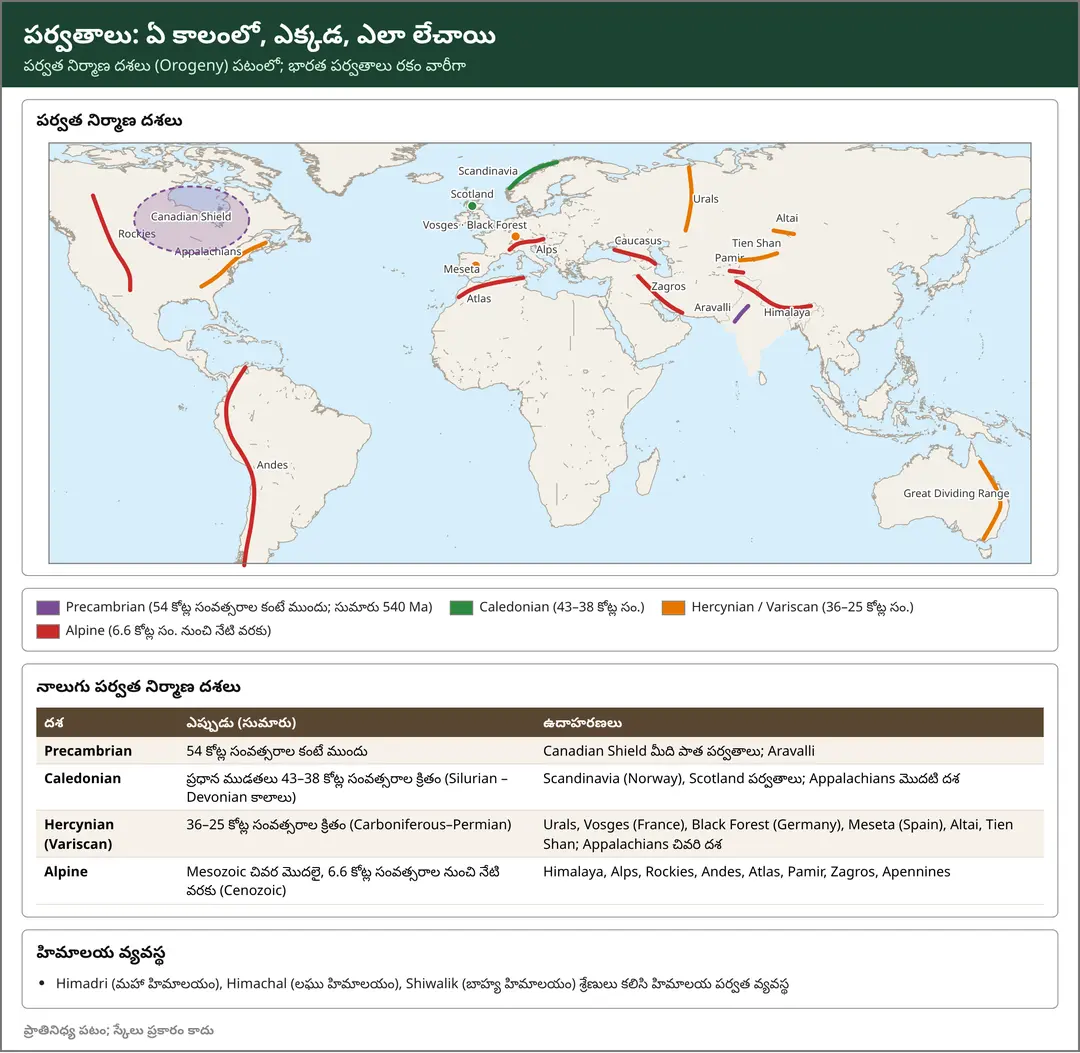 పర్వతాలు: ఏ కాలంలో, ఎక్కడ, ఎలా లేచాయి
పర్వత నిర్మాణ దశలు (Orogeny) పటంలో; భారత పర్వతాలు రకం వారీగా
పర్వత నిర్మాణ దశలు
Scandinavia
Scotland
Urals
Canadian Shield
Altai
Vosges · Black Forest
Rockies
Caucasus
Tien Shan
Appalachians
Alps
Pamir
Meseta
Zagros
Atlas
Aravalli
Himalaya
Andes
Great Dividing Range
Precambrian (54 కోట్ల సంవత్సరాల కంటే ముందు; సుమారు 540 Ma)
Caledonian (43–38 కోట్ల సం.)
Hercynian / Variscan (36–25 కోట్ల సం.)
Alpine (6.6 కోట్ల సం. నుంచి నేటి వరకు)
నాలుగు పర్వత నిర్మాణ దశలు
దశ ఎప్పుడు (సుమారు) ఉదాహరణలు
Precambrian 54 కోట్ల సంవత్సరాల కంటే ముందు Canadian Shield మీది పాత పర్వతాలు; Aravalli
Caledonian ప్రధాన ముడతలు 43–38 కోట్ల సంవత్సరాల క్రితం (Silurian – Scandinavia (Norway), Scotland పర్వతాలు; Appalachians మొదటి దశ
Devonian కాలాలు)
Hercynian 36–25 కోట్ల సంవత్సరాల క్రితం (Carboniferous–Permian) Urals, Vosges (France), Black Forest (Germany), Meseta (Spain), Altai, Tien
(Variscan) Shan; Appalachians చివరి దశ
Alpine Mesozoic చివర మొదలై, 6.6 కోట్ల సంవత్సరాల నుంచి నేటి Himalaya, Alps, Rockies, Andes, Atlas, Pamir, Zagros, Apennines
వరకు (Cenozoic)
హిమాలయ వ్యవస్థ
• Himadri (మహా హిమాలయం), Himachal (లఘు హిమాలయం), Shiwalik (బాహ్య హిమాలయం) శ్రేణులు కలిసి హిమాలయ పర్వత వ్యవస్థ
ప్రాతినిధ్య పటం; స్కేలు ప్రకారం కాదు